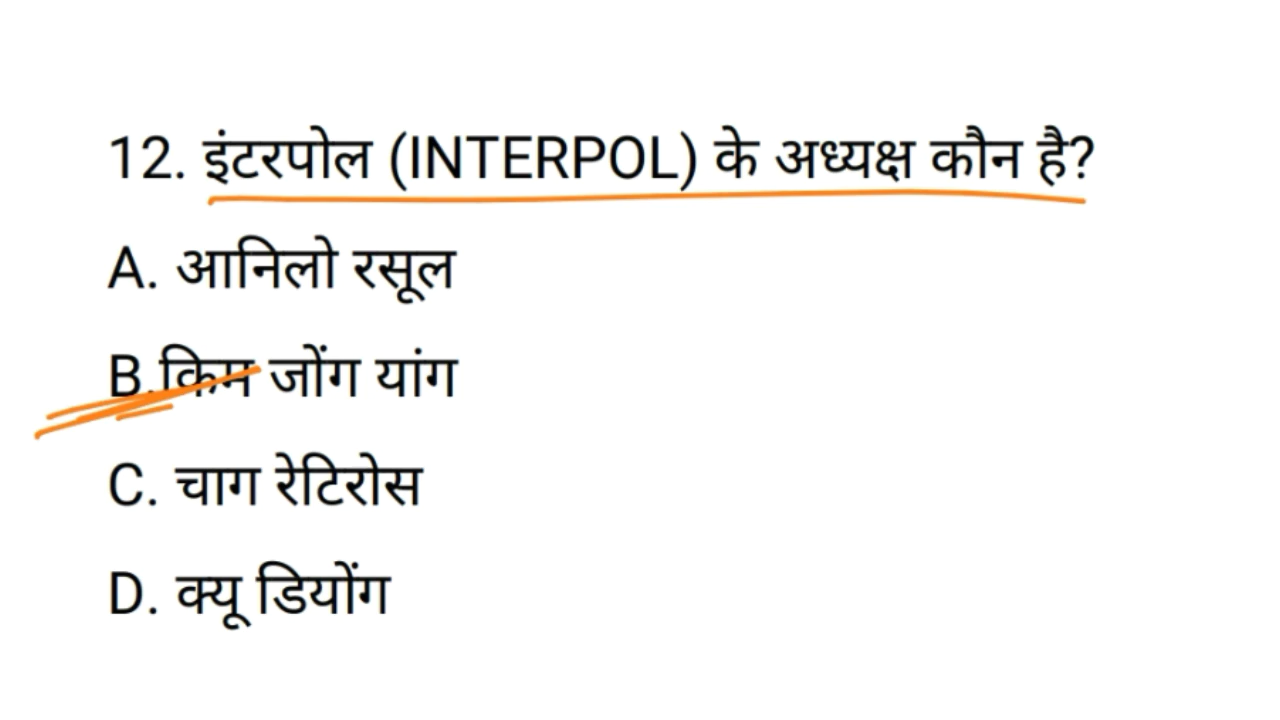 12. इंटरपोल (INTERPOL) के अध्यक्ष कौन है?
A. आनिलो रसूल
B.किम जोंग यांग
C. चाग रेटिरोस
D. क्यू डियोंग